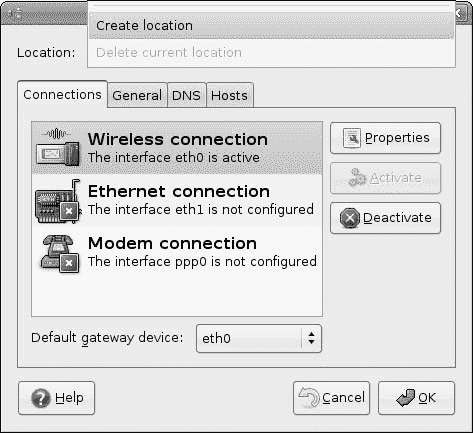 Create location
Location:
Delete current location
Connections
General
DNS
Hosts
Wireless connection
The interface eth0 is active
Ethernet connection
The interface eth1 is not configured
Modem connection
The interface ppp0 is not configured
Properties
Activate
Deactivate
Default gateway device:
eth0
Help
Cancel
OK